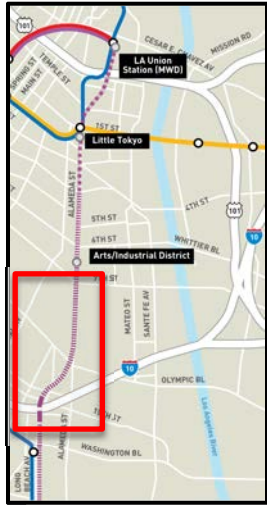 101
CESAR E. CHAVEZ AV
MISSION RD
LA Union
Station (MWD)
TEMPLE ST
SPRING ST
MAIN ST
1ST ST
Little Tokyo
ALAMEDA ST
5TH ST
6TH ST
4TH ST
101
WHITTIER BL
10
Arts/Industrial District
7TH ST
MATEO ST
SANTE FE AV
10
OLYMPIC BL
Los Angeles River
ALAMEDA ST
WASHINGTON BL
LONG
BEACH AV